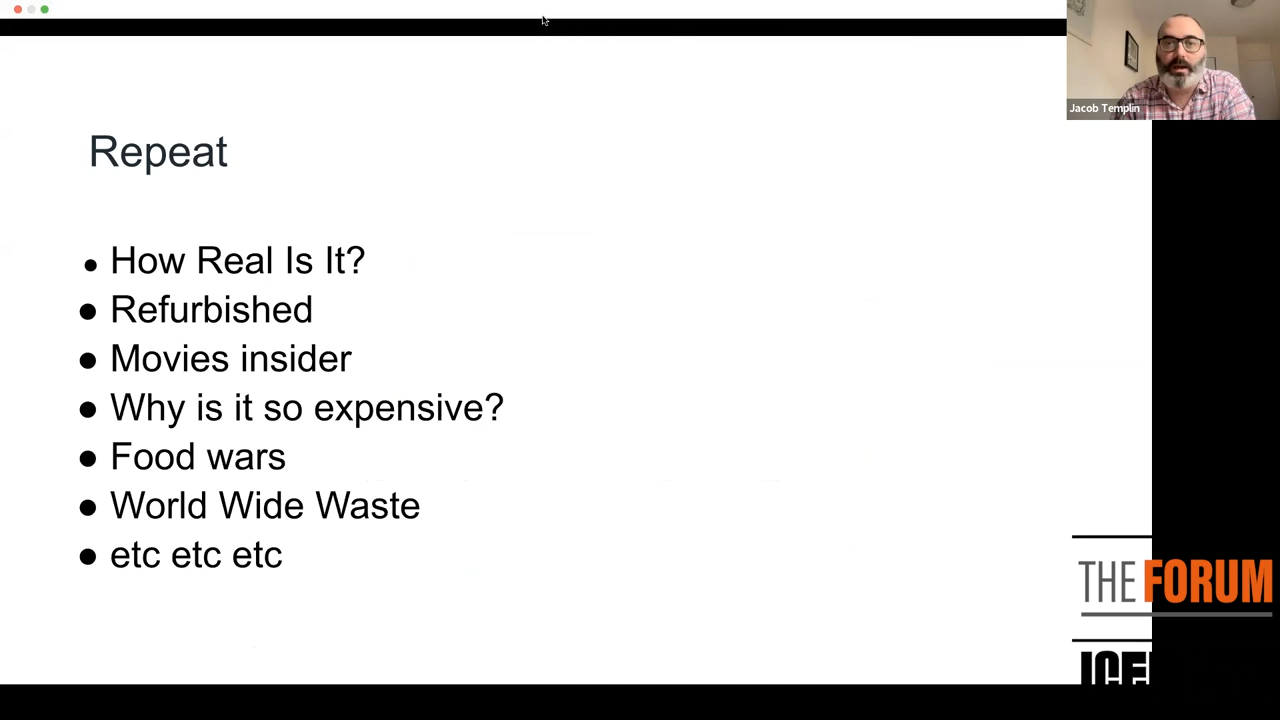 Jacob Templin
Repeat
● How Real Is It?
● Refurbished
● Movies insider
● Why is it so expensive?
● Food wars
● World Wide Waste
● etc etc etc
THE FORUM